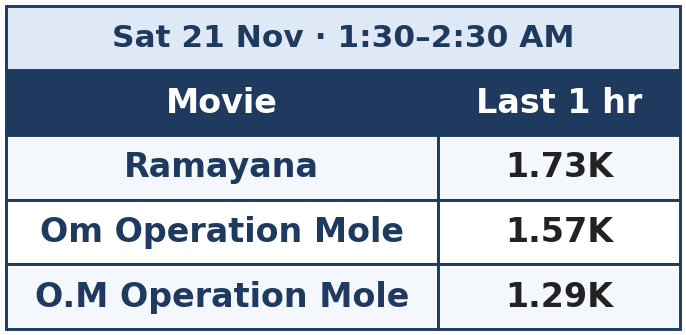 Sat 21 Nov · 1:30–2:30 AM
Movie Last 1 hr
Ramayana 1.73K
Om Operation Mole 1.57K
O.M Operation Mole 1.29K